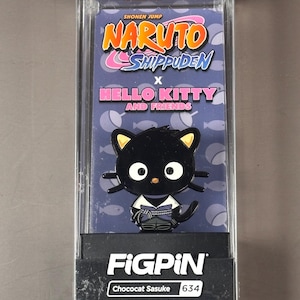 SHONEN JUMP
NARUTO
SHIPPUDEN
X
HELLO KITTY
AND FRIENDS
FiGPiN
Chococat Sasuke 634